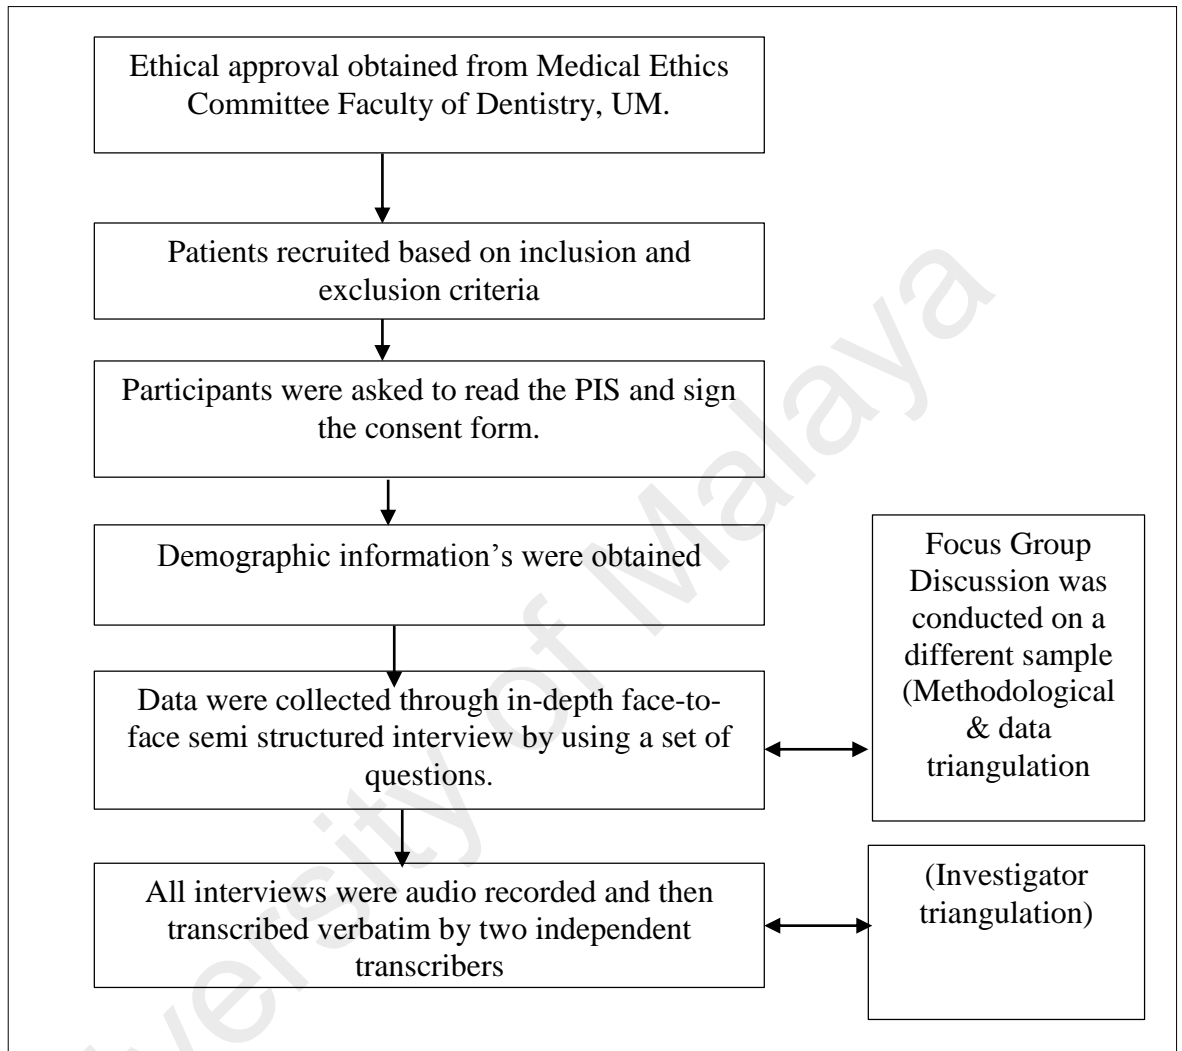 Ethical approval obtained from Medical Ethics
Committee Faculty of Dentistry, UM.
Patients recruited based on inclusion and
exclusion criteria
Participants were asked to read the PIS and sign
the consent form.
Demographic information’s were obtained
Data were collected through in-depth face-to-
face semi structured interview by using a set of
questions.
Focus Group
Discussion was
conducted on a
different sample
(Methodological
& data
triangulation
All interviews were audio recorded and then
transcribed verbatim by two independent
transcribers
(Investigator
triangulation)
versity of Malaya